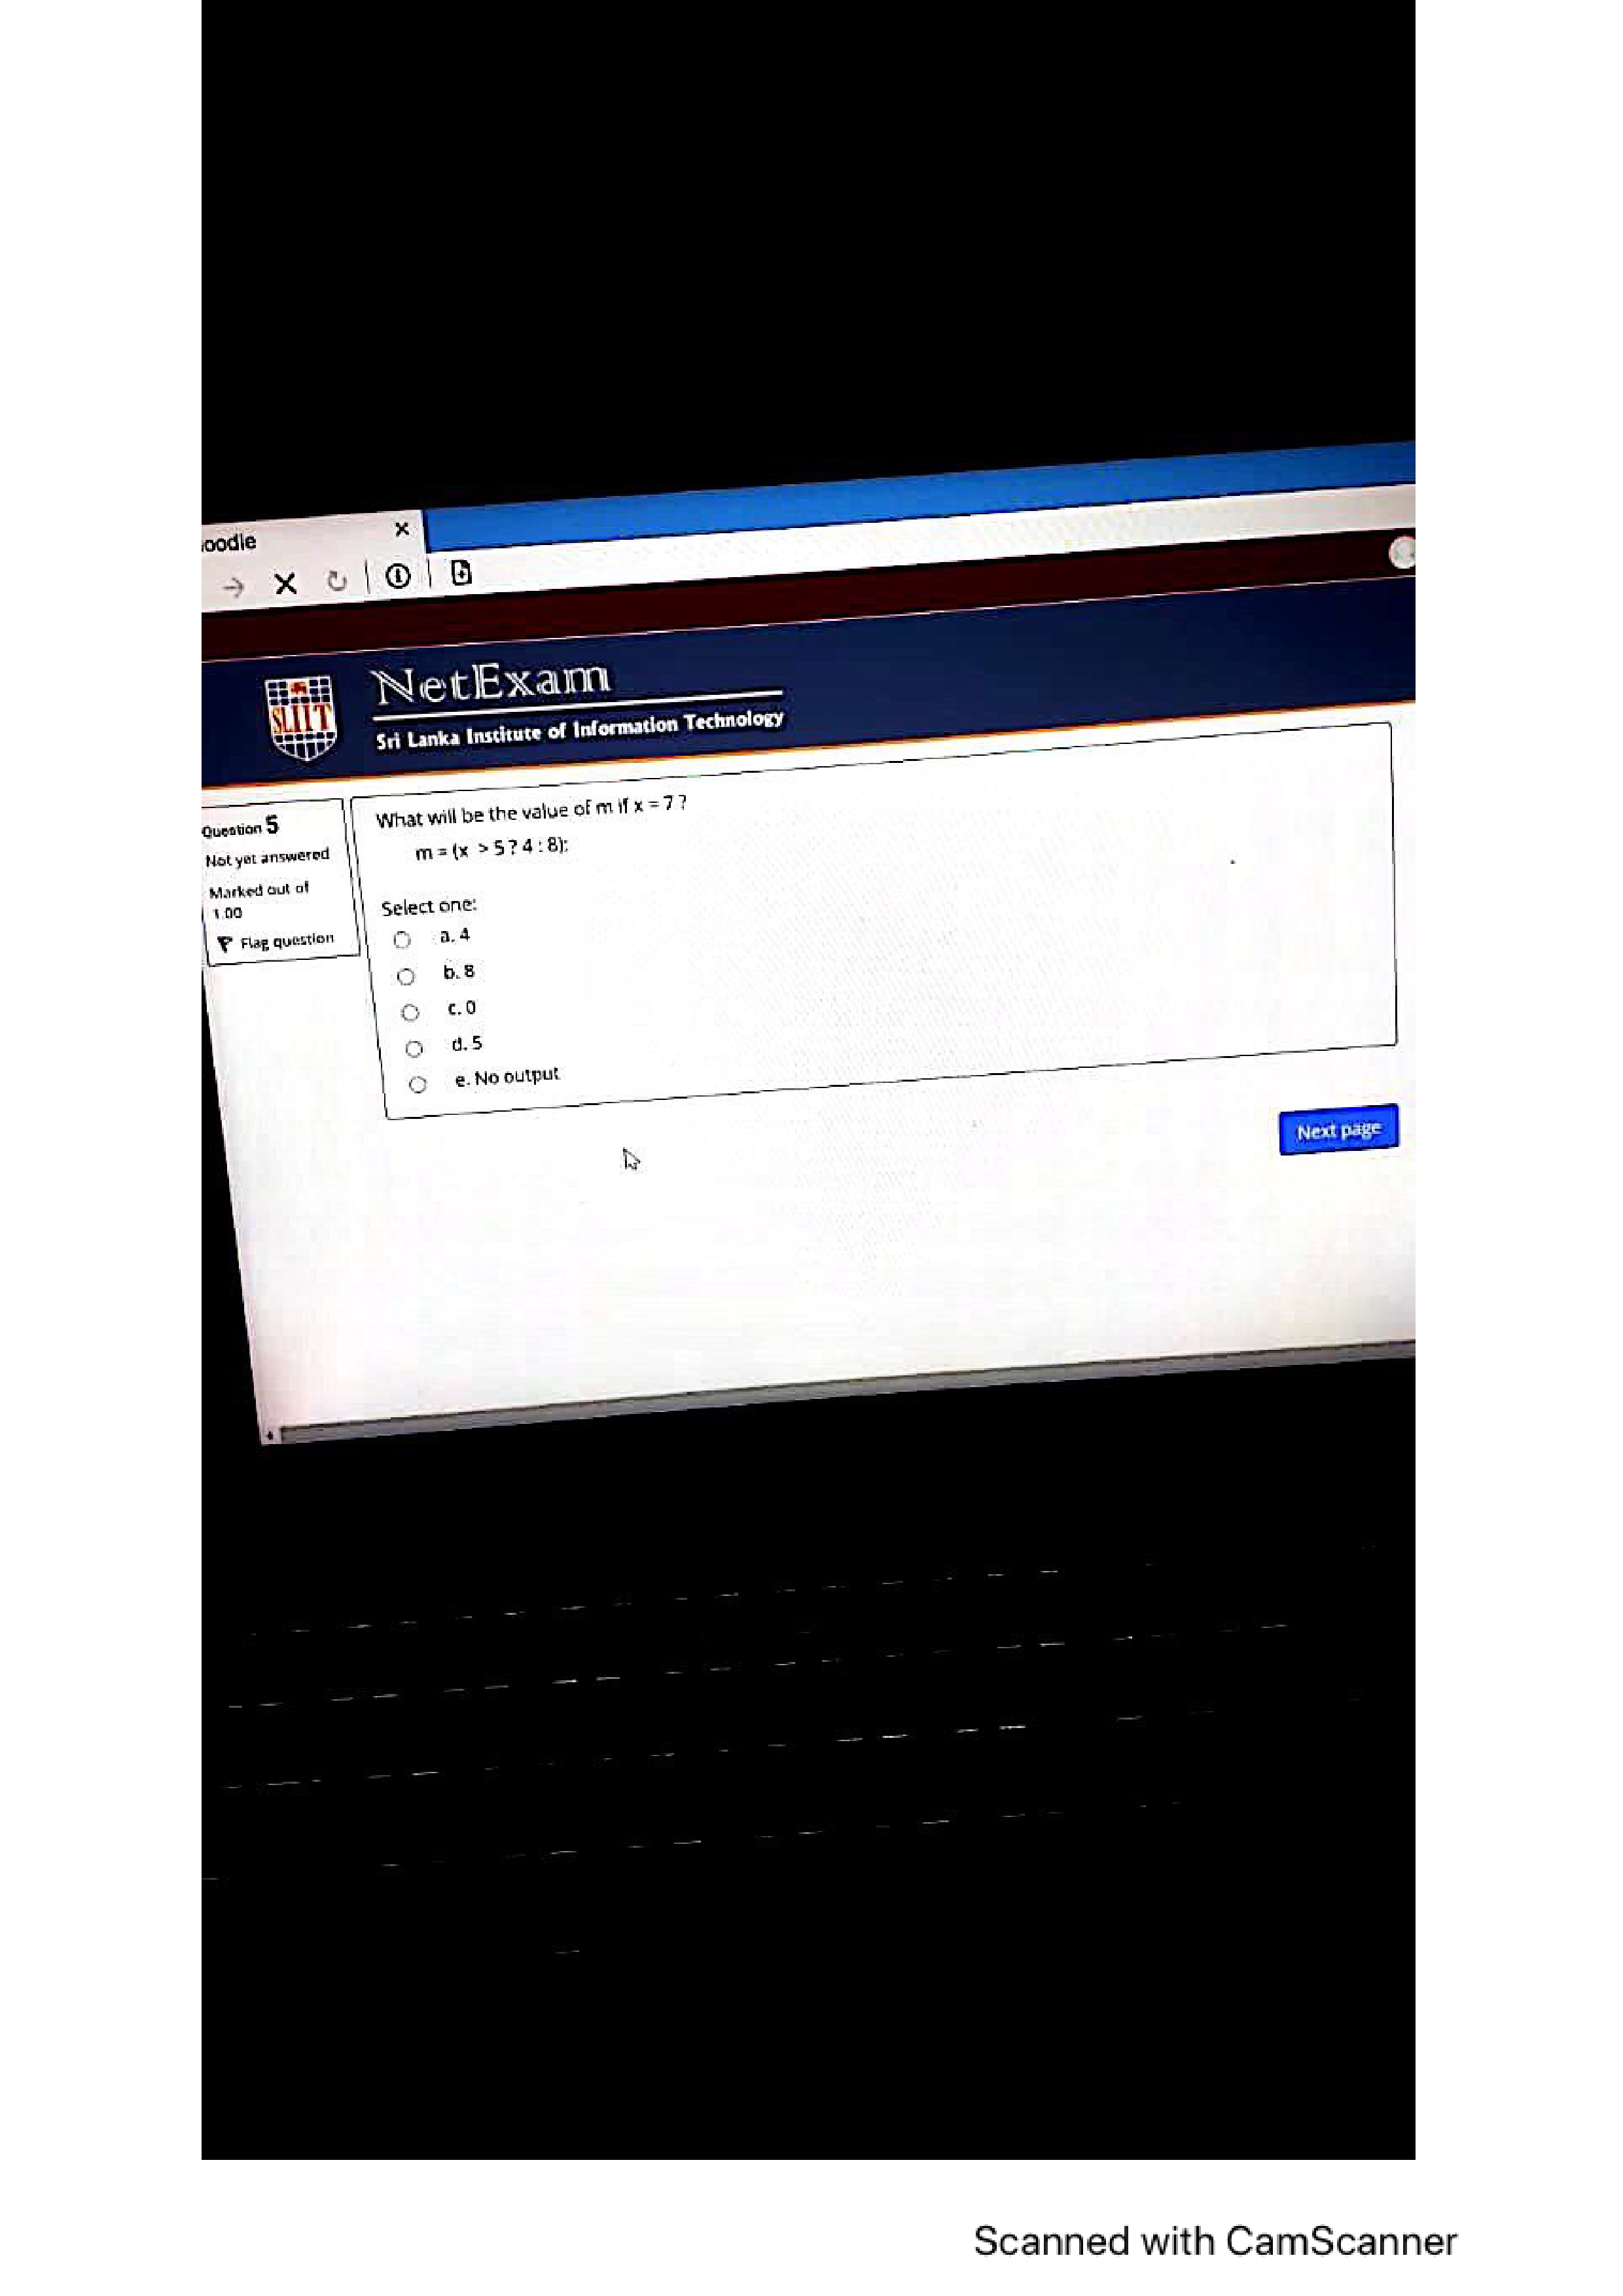 oodle
NetExam
SLIIT
Sri Lanka Institute of Information Technology
Question 5
Not yet answered
Marked out of
1.00
Flag question
What will be the value of m if x = 7 ?
m = (x > 5 ? 4 : 8);
Select one:
a. 4
b. 8
c. 0
d. 5
e. No output
Next page
Scanned with CamScanner